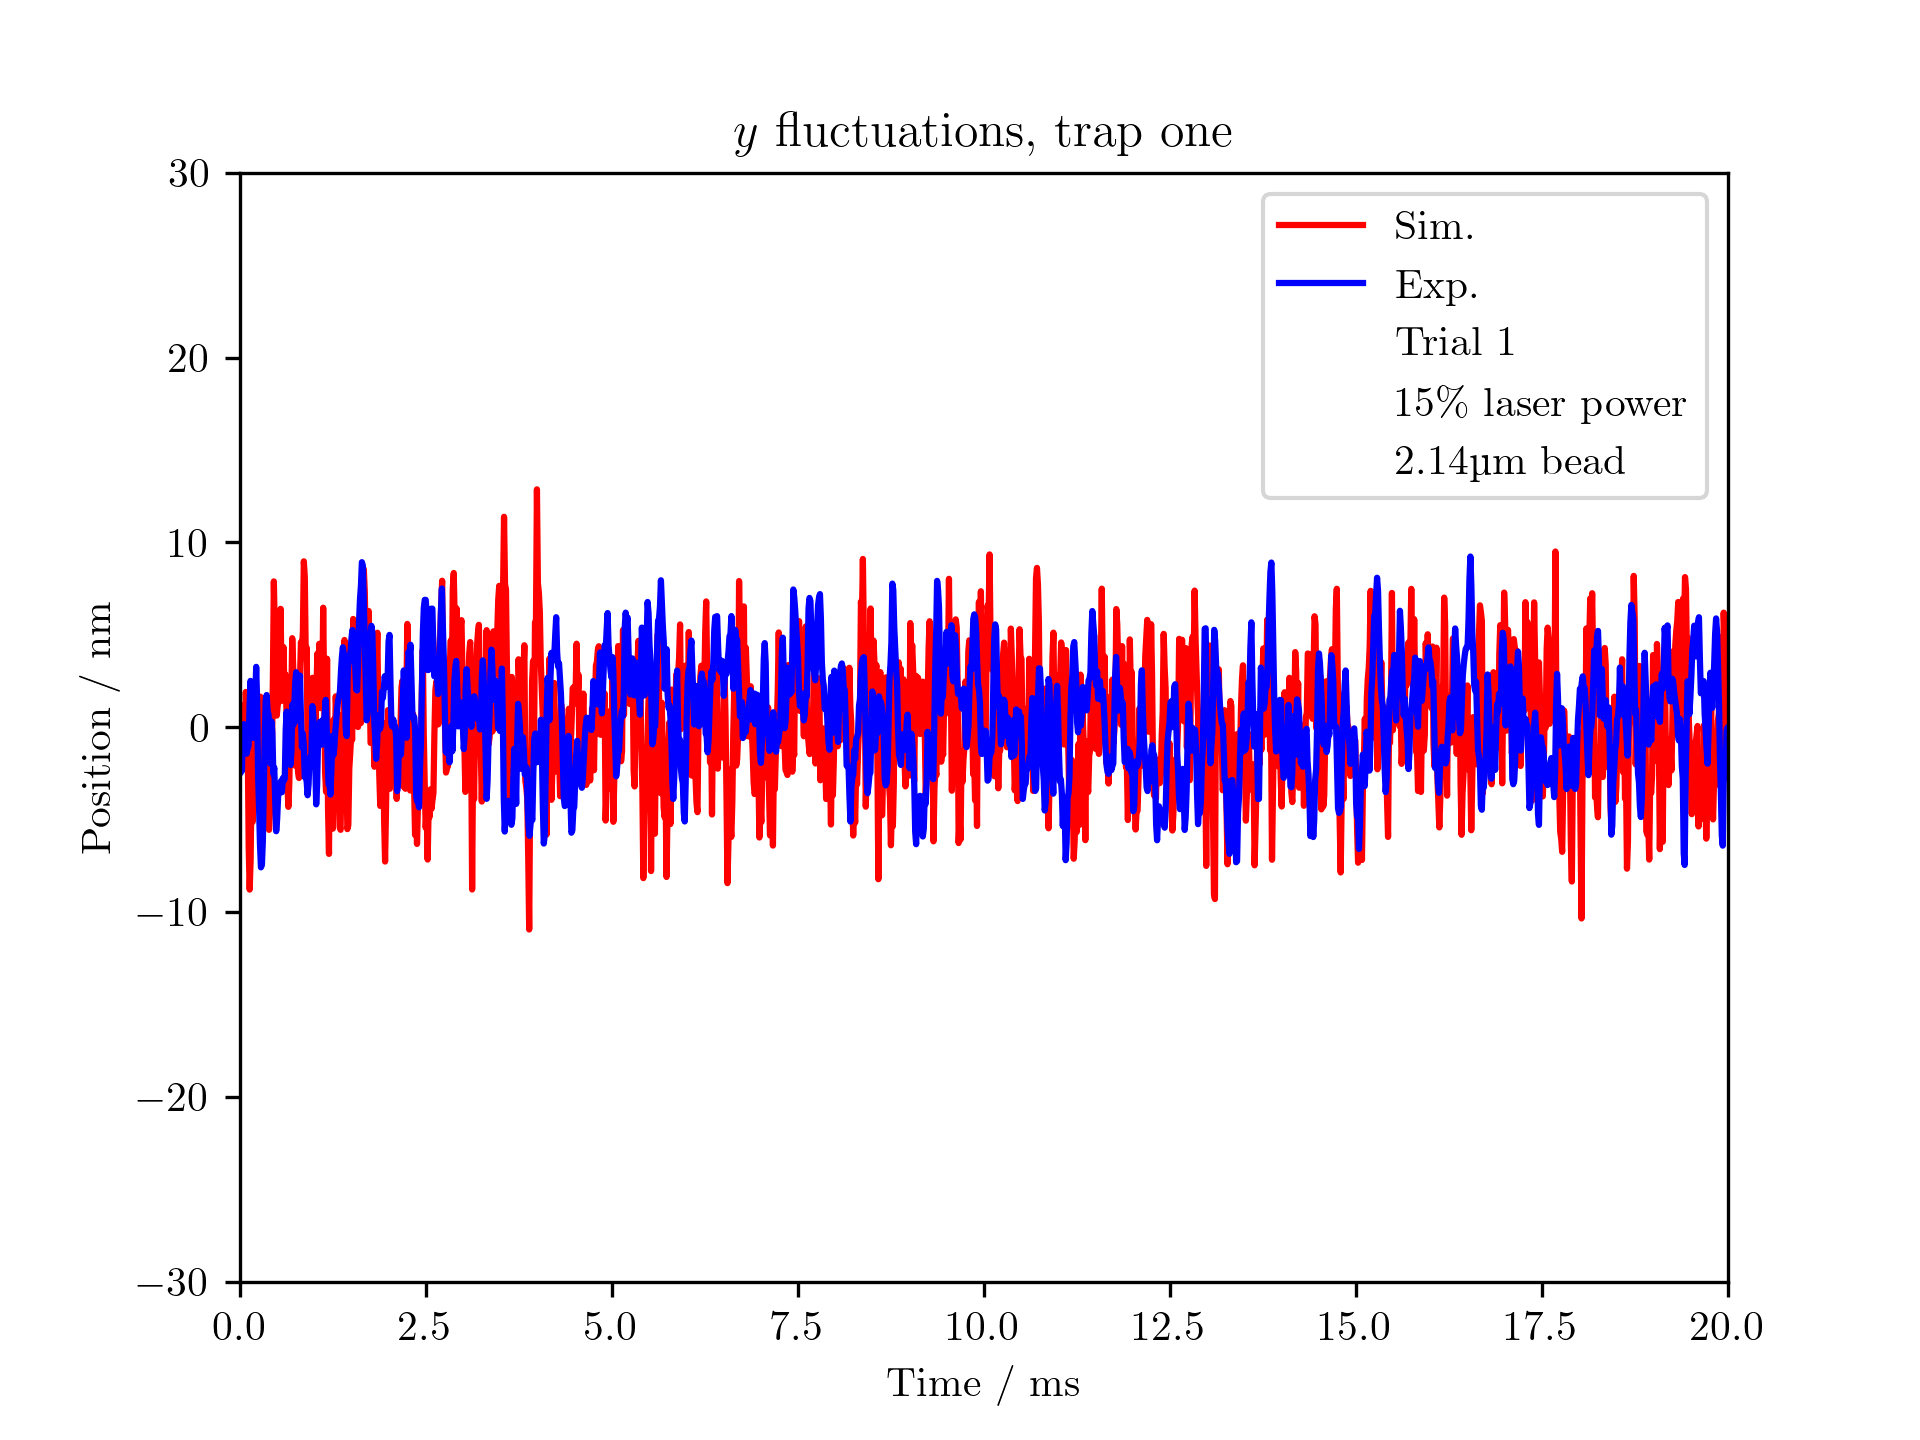 y fluctuations, trap one
30
20
10
0
−10
−20
−30
Position / nm
Sim.
Exp.
Trial 1
15% laser power
2.14µm bead
0.0 2.5 5.0 7.5 10.0 12.5 15.0 17.5 20.0
Time / ms